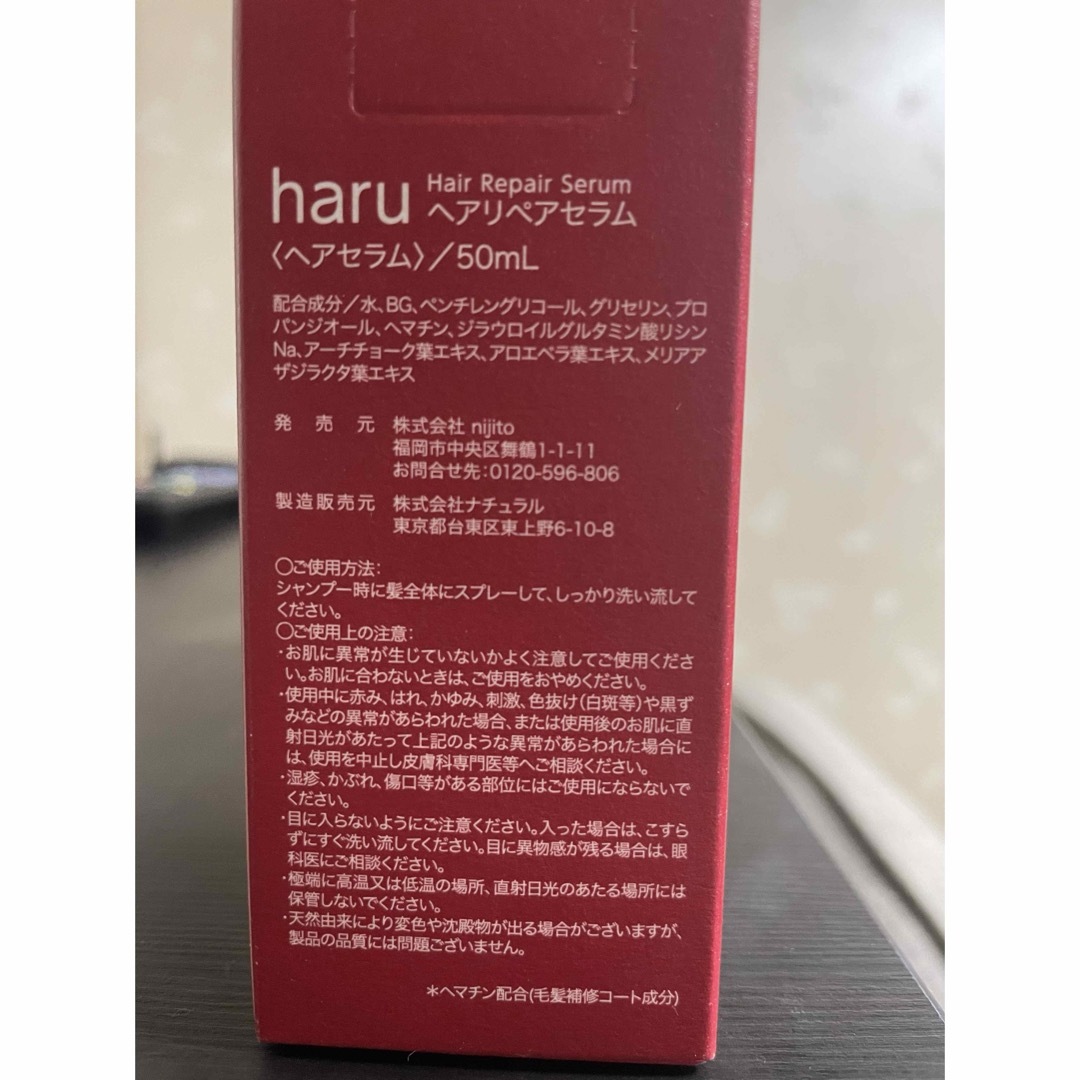 haru Hair Repair Serum
ヘアリペアセラム
〈ヘアセラム〉/50mL
配合成分/水、BG、ペンチレングリコール、グリセリン、プロ
パンジオール、ヘマチン、ジラウロイルグルタミン酸リシン
Na、アーチチョーク葉エキス、アロエベラ葉エキス、メリアア
ザジラクタ葉エキス
発売元 株式会社 nijito
福岡市中央区舞鶴1-1-11
お問合せ先:0120-596-806
製造販売元 株式会社ナチュラル
東京都台東区東上野6-10-8
○ご使用方法:
シャンプー時に髪全体にスプレーして、しっかり洗い流して
ください。
○ご使用上の注意:
・お肌に異常が生じていないかよく注意してご使用くださ
い。お肌に合わないときは、ご使用をおやめください。
・使用中に赤み、はれ、かゆみ、刺激、色抜け(白斑等)や黒ず
みなどの異常があらわれた場合、または使用後のお肌に直
射日光があたって上記のような異常があらわれた場合に
は、使用を中止し皮膚科専門医等へご相談ください。
・湿疹、かぶれ、傷口等がある部位にはご使用にならないで
ください。
・目に入らないようにご注意ください。入った場合は、こすら
ずにすぐ洗い流してください。目に異物感が残る場合は、眼
科医にご相談ください。
・極端に高温又は低温の場所、直射日光のあたる場所には
保管しないでください。
・天然由来により変色や沈殿物が出る場合がございますが、
製品の品質には問題ございません。
*ヘマチン配合(毛髪補修コート成分)